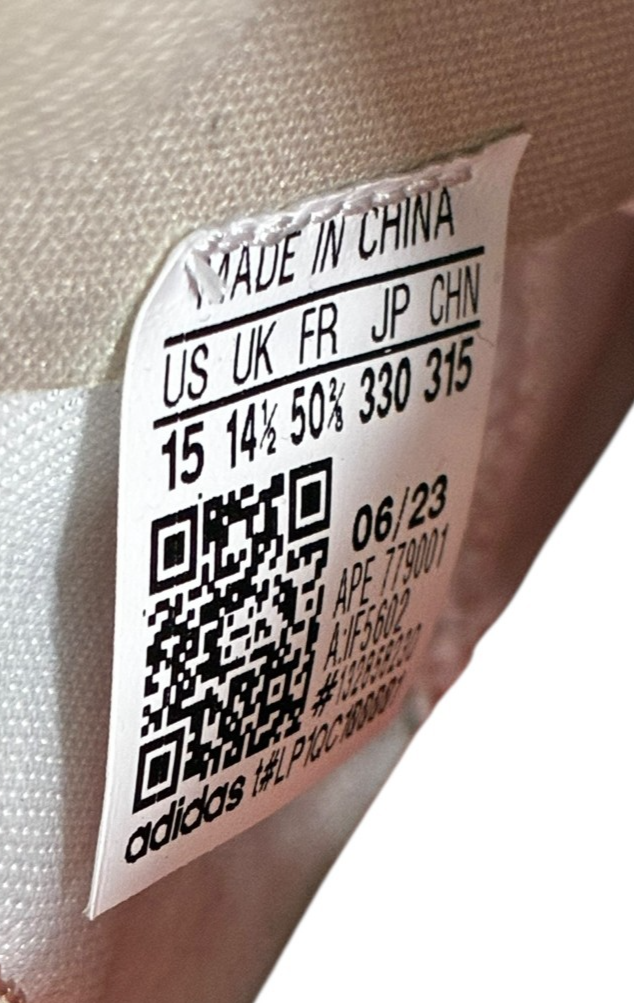 MADE IN CHINA
US UK FR JP CHN
15 14½ 50⅔ 330 315
06/23
APE 779001
A:IF5602
adidas